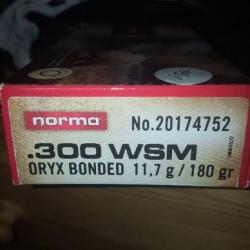 norma No.20174752
.300 WSM
ORYX BONDED 11,7 g / 180 gr